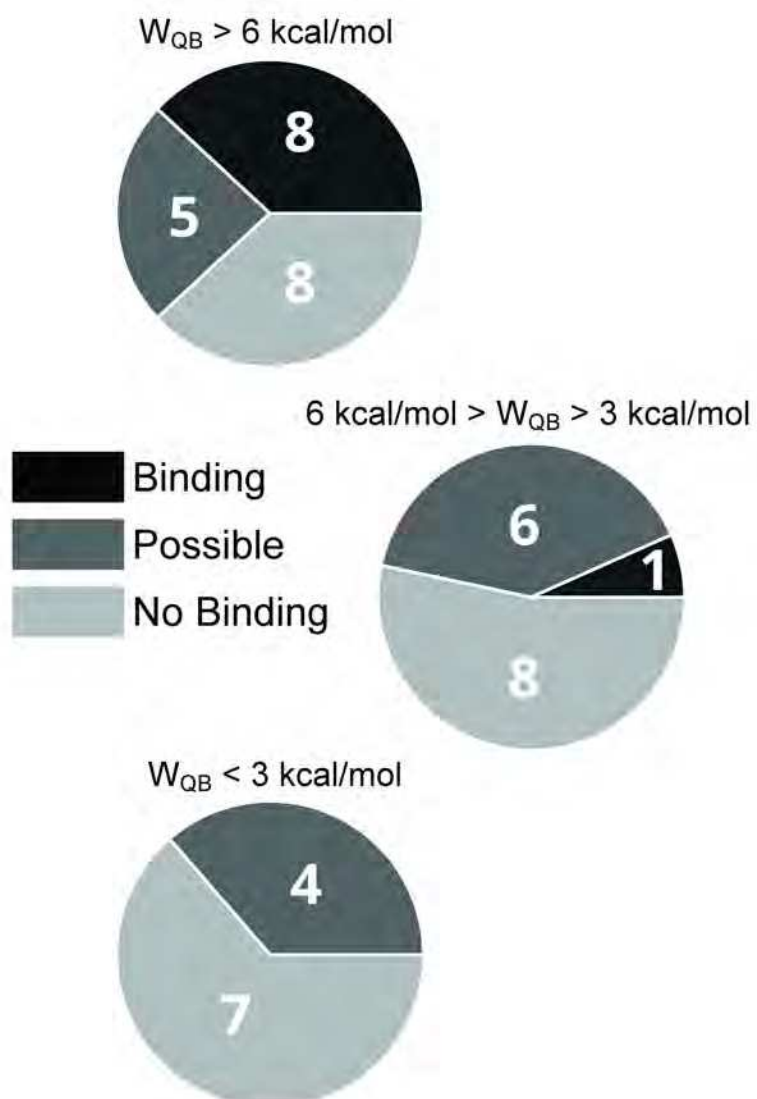 W_QB > 6 kcal/mol
8
5
8
6 kcal/mol > W_QB > 3 kcal/mol
Binding
Possible
No Binding
6
1
8
W_QB < 3 kcal/mol
4
7